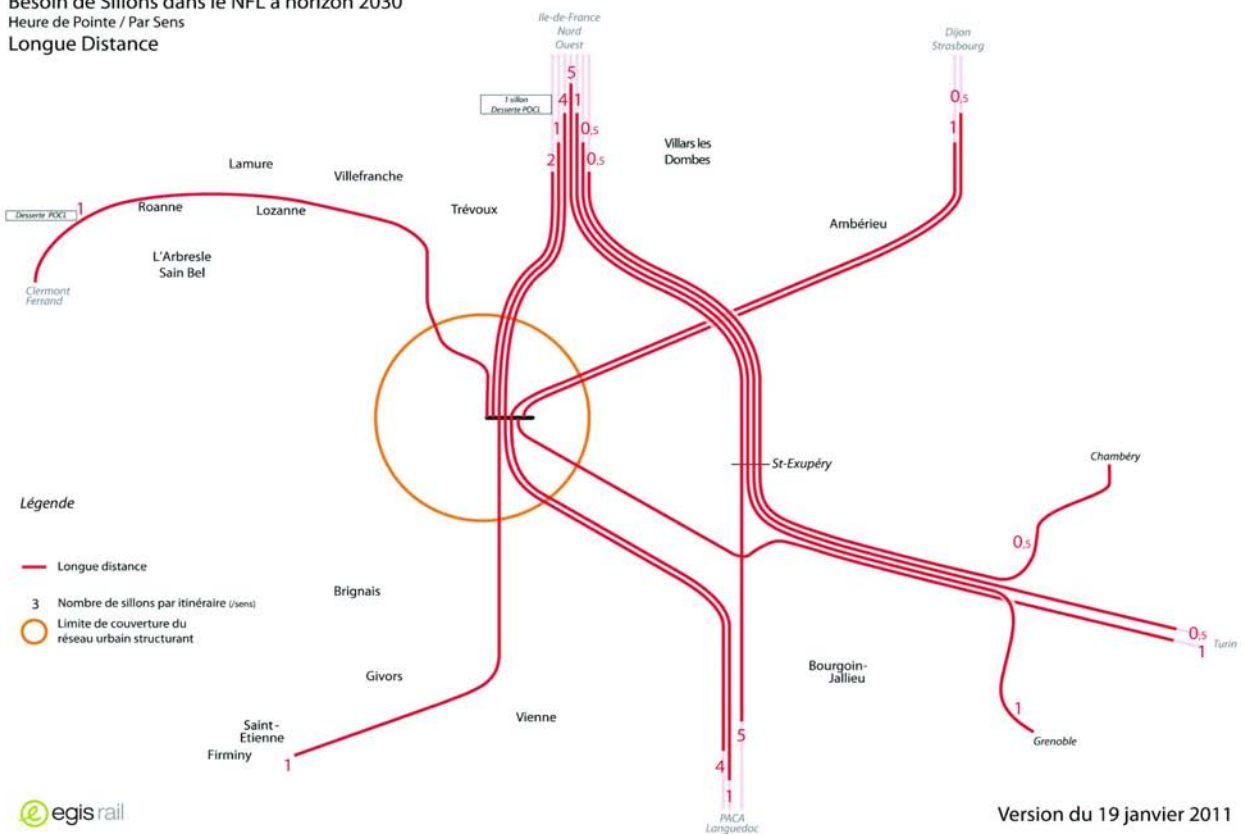 Besoin de Sillons dans le NFL à horizon 2030
Heure de Pointe / Par Sens
Longue Distance
Ile-de-France
Nord
Ouest
Dijon
Strasbourg
5
4 1
1 sillon
Desserte POCL
1 0,5
2 0,5
0,5
1
Villars les
Dombes
Lamure
Villefranche
Trévoux
Ambérieu
1
Desserte POCL
Roanne
Lozanne
L'Arbresle
Sain Bel
Clermont
Ferrand
St-Exupéry
Chambéry
0,5
Légende
Longue distance
3 Nombre de sillons par itinéraire (/sens)
Limite de couverture du
réseau urbain structurant
Brignais
Givors
Saint-
Etienne
Firminy
1
Vienne
Bourgoin-
Jallieu
0,5
1
Turin
1
Grenoble
5
4
1
PACA
Languedoc
egis rail
Version du 19 janvier 2011